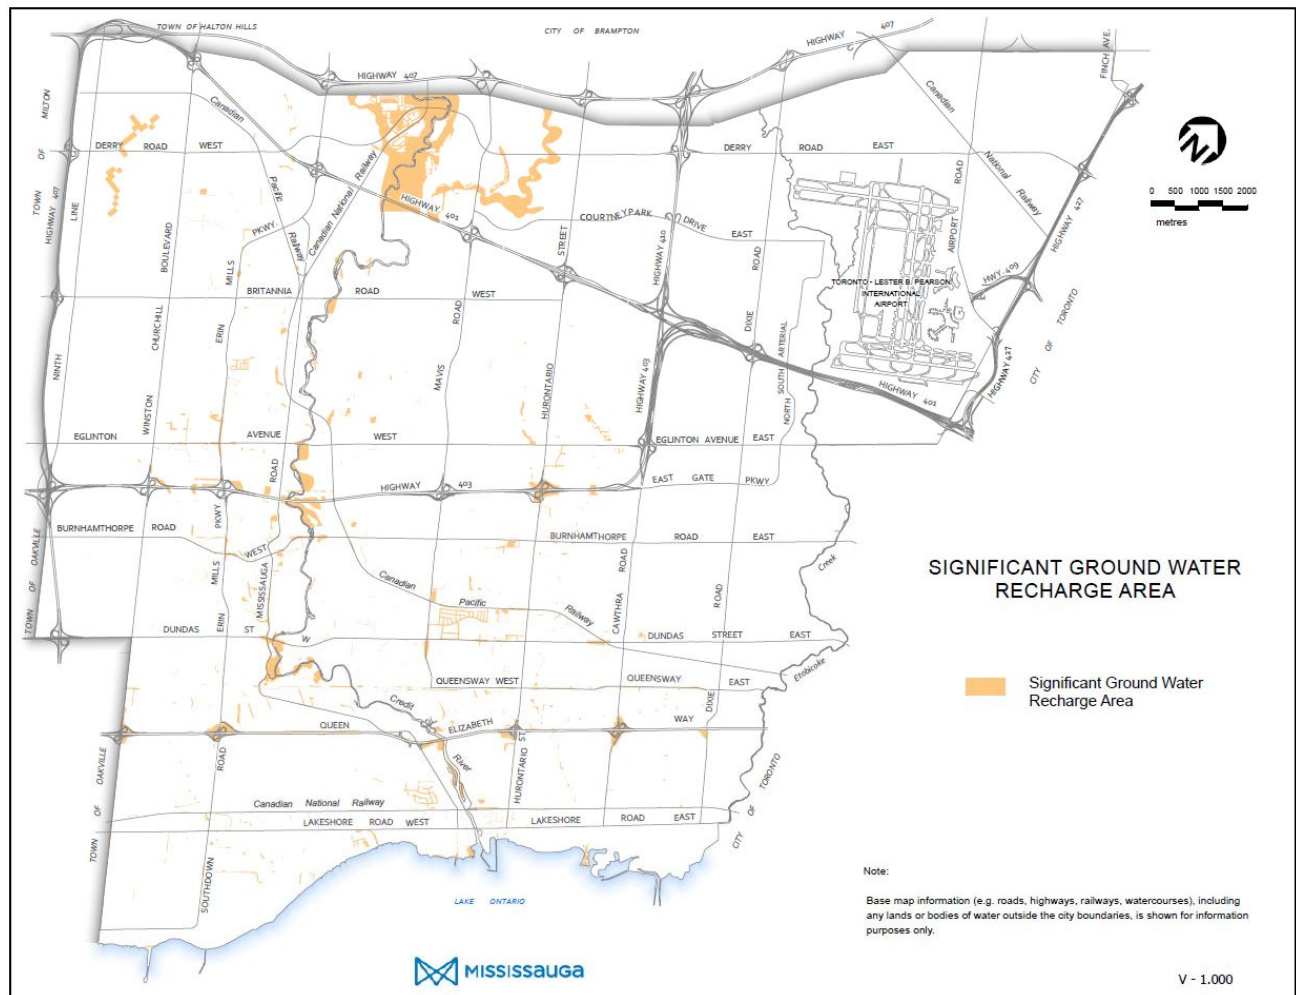 TOWN OF HALTON HILLS
CITY OF BRAMPTON
HIGHWAY 407
HIGHWAY 407
FINCH AVE.
TOWN OF MILTON
HIGHWAY 407
NINTH LINE
DERRY ROAD WEST
DERRY ROAD EAST
Canadian Pacific Railway
Canadian National Railway
Canadian National Railway
HIGHWAY 401
COURTNEYPARK DRIVE EAST
AIRPORT ROAD
HIGHWAY 427
N
0 500 1000 1500 2000
metres
HWY 409
TORONTO - LESTER B. PEARSON
INTERNATIONAL
AIRPORT
CITY OF TORONTO
HIGHWAY 427
HIGHWAY 401
BRITANNIA ROAD WEST
WINSTON CHURCHILL BOULEVARD
ERIN MILLS PKWY.
MAVIS ROAD
HURONTARIO STREET
HIGHWAY 410
HIGHWAY 403
DIXIE ROAD
NORTH SOUTH ARTERIAL
EGLINTON AVENUE WEST
EGLINTON AVENUE EAST
HIGHWAY 403
EAST GATE PKWY
BURNHAMTHORPE ROAD WEST
BURNHAMTHORPE ROAD EAST
TOWN OF OAKVILLE
ERIN MILLS PKWY
MISSISSAUGA ROAD
Canadian Pacific Railway
CAWTHRA ROAD
DIXIE ROAD
Etobicoke Creek
DUNDAS ST W
DUNDAS STREET EAST
QUEENSWAY WEST
QUEENSWAY EAST
Credit River
QUEEN ELIZABETH WAY
TOWN OF OAKVILLE
SOUTHDOWN ROAD
HURONTARIO ST
CITY OF TORONTO
Canadian National Railway
LAKESHORE ROAD WEST
LAKESHORE ROAD EAST
LAKE ONTARIO
SIGNIFICANT GROUND WATER
RECHARGE AREA
Significant Ground Water
Recharge Area
Note:
Base map information (e.g. roads, highways, railways, watercourses), including
any lands or bodies of water outside the city boundaries, is shown for information
purposes only.
MISSISSAUGA
V - 1.000